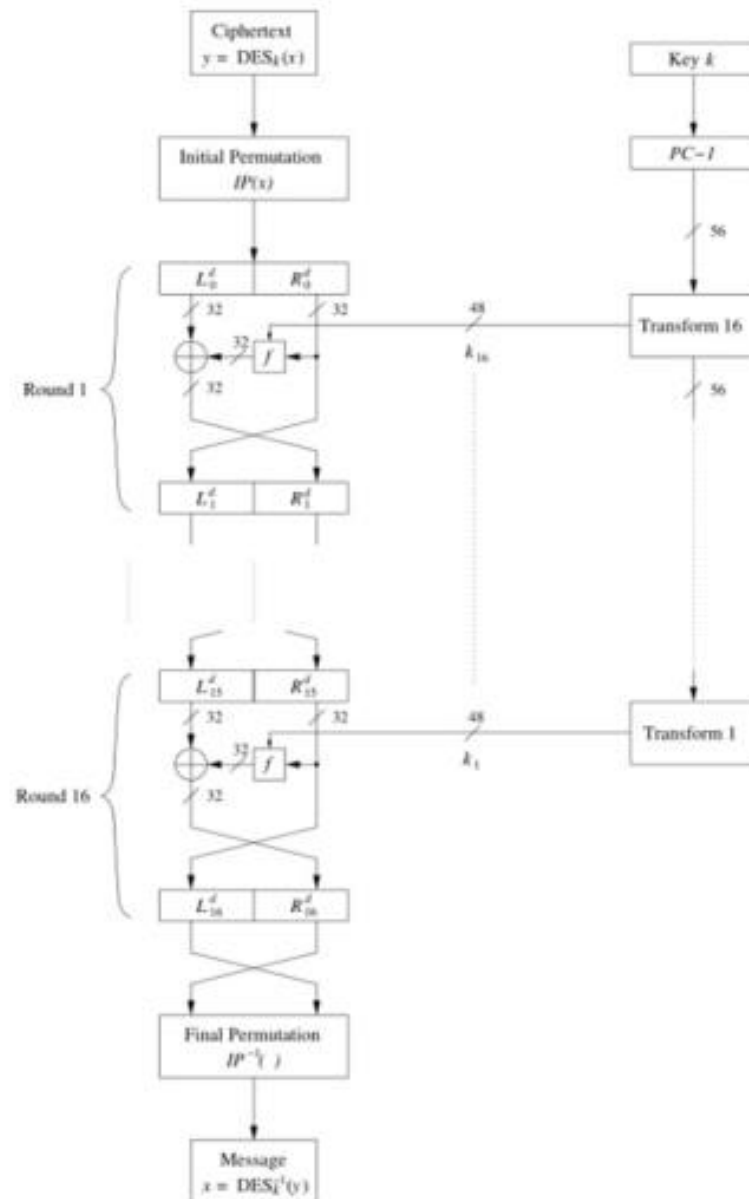 Ciphertext
y = DES_k(x)
Key k
Initial Permutation
IP(x)
PC-1
56
L_0^d R_0^d
32 32
48
Transform 16
32
f
k_16
32
56
Round 1
L_1^d R_1^d
L_15^d R_15^d
32 32
48
Transform 1
32
f
k_1
32
Round 16
L_16^d R_16^d
Final Permutation
IP^-1( )
Message
x = DES_k^-1(y)